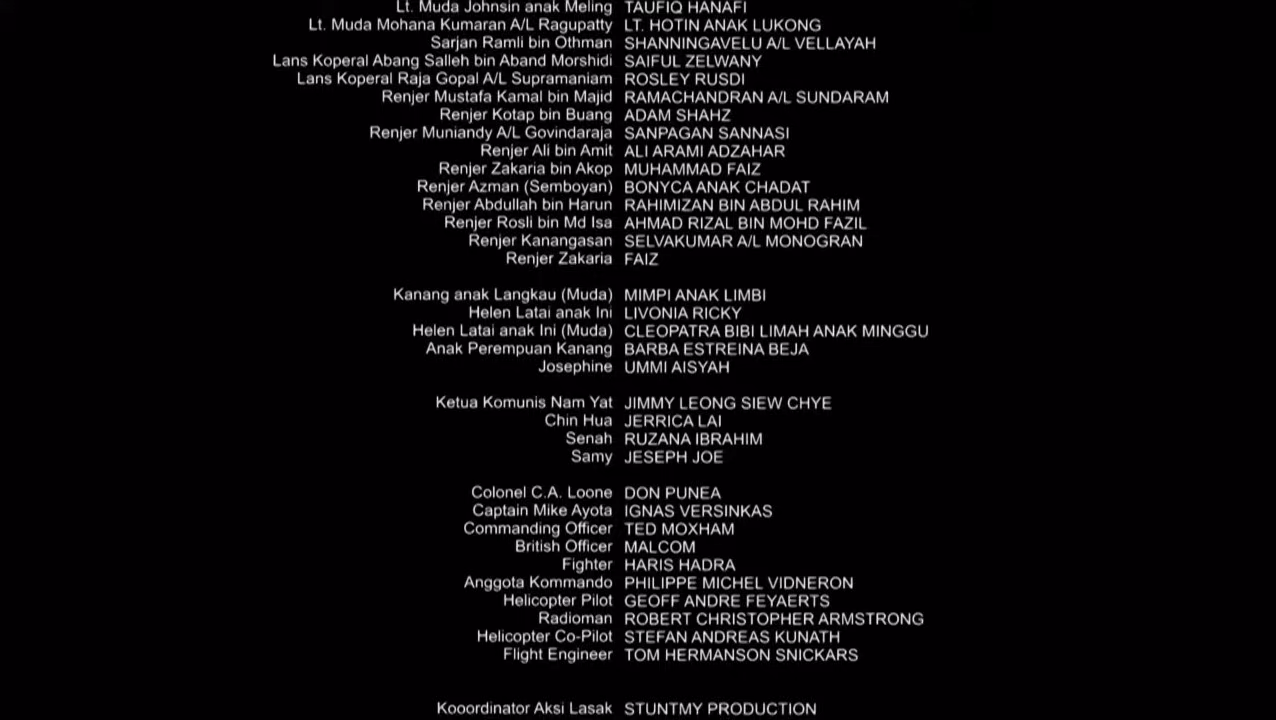 Lt. Muda Johnsin anak Meling TAUFIQ HANAFI
Lt. Muda Mohana Kumaran A/L Ragupatty LT. HOTIN ANAK LUKONG
Sarjan Ramli bin Othman SHANNINGAVELU A/L VELLAYAH
Lans Koperal Abang Salleh bin Aband Morshidi SAIFUL ZELWANY
Lans Koperal Raja Gopal A/L Supramaniam ROSLEY RUSDI
Renjer Mustafa Kamal bin Majid RAMACHANDRAN A/L SUNDARAM
Renjer Kotap bin Buang ADAM SHAHZ
Renjer Muniandy A/L Govindaraja SANPAGAN SANNASI
Renjer Ali bin Amit ALI ARAMI ADZAHAR
Renjer Zakaria bin Akop MUHAMMAD FAIZ
Renjer Azman (Semboyan) BONYCA ANAK CHADAT
Renjer Abdullah bin Harun RAHIMIZAN BIN ABDUL RAHIM
Renjer Rosli bin Md Isa AHMAD RIZAL BIN MOHD FAZIL
Renjer Kanangasan SELVAKUMAR A/L MONOGRAN
Renjer Zakaria FAIZ
Kanang anak Langkau (Muda) MIMPI ANAK LIMBI
Helen Latai anak Ini LIVONIA RICKY
Helen Latai anak Ini (Muda) CLEOPATRA BIBI LIMAH ANAK MINGGU
Anak Perempuan Kanang BARBA ESTREINA BEJA
Josephine UMMI AISYAH
Ketua Komunis Nam Yat JIMMY LEONG SIEW CHYE
Chin Hua JERRICA LAI
Senah RUZANA IBRAHIM
Samy JESEPH JOE
Colonel C.A. Loone DON PUNEA
Captain Mike Ayota IGNAS VERSINKAS
Commanding Officer TED MOXHAM
British Officer MALCOM
Fighter HARIS HADRA
Anggota Kommando PHILIPPE MICHEL VIDNERON
Helicopter Pilot GEOFF ANDRE FEYAERTS
Radioman ROBERT CHRISTOPHER ARMSTRONG
Helicopter Co-Pilot STEFAN ANDREAS KUNATH
Flight Engineer TOM HERMANSON SNICKARS
Kooordinator Aksi Lasak STUNTMY PRODUCTION